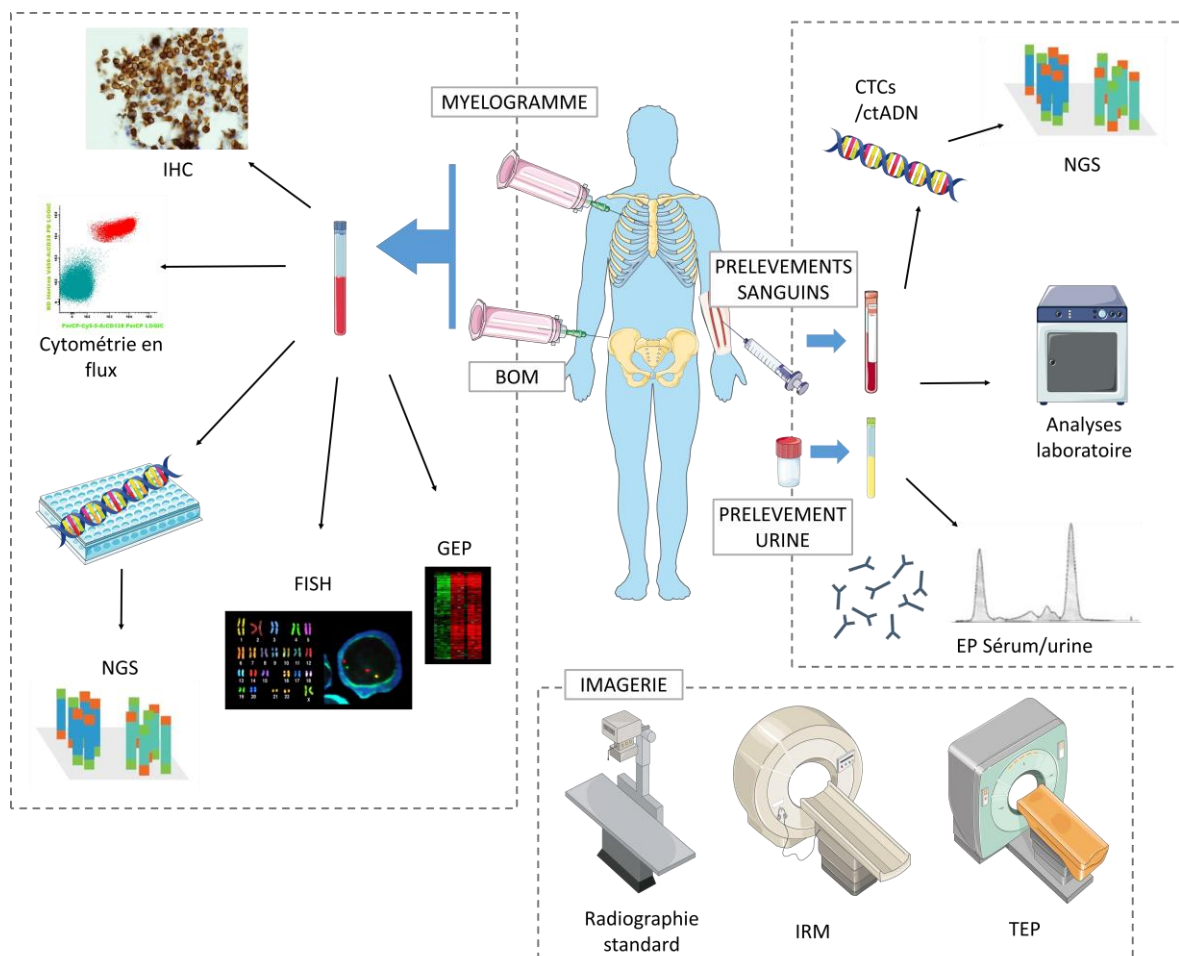 MYELOGRAMME
IHC
Cytométrie en
flux
BOM
NGS
FISH
GEP
CTCs
/ctADN
NGS
PRELEVEMENTS
SANGUINS
Analyses
laboratoire
PRELEVEMENT
URINE
EP Sérum/urine
IMAGERIE
Radiographie
standard
IRM
TEP